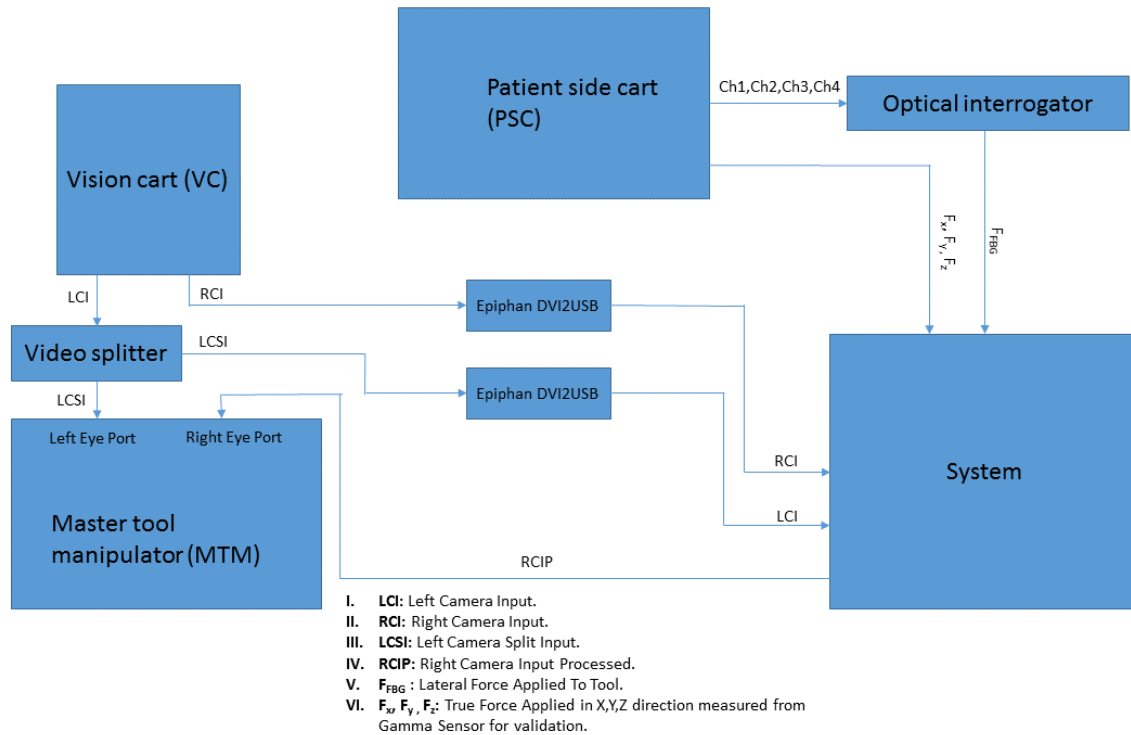 Patient side cart
(PSC)
Ch1,Ch2,Ch3,Ch4
Optical interrogator
Vision cart (VC)
Fx, Fy , Fz
FFBG
LCI
RCI
Epiphan DVI2USB
Video splitter
LCSI
Epiphan DVI2USB
LCSI
Left Eye Port
Right Eye Port
RCI
System
LCI
Master tool
manipulator (MTM)
RCIP
I. LCI: Left Camera Input.
II. RCI: Right Camera Input.
III. LCSI: Left Camera Split Input.
IV. RCIP: Right Camera Input Processed.
V. FFBG : Lateral Force Applied To Tool.
VI. Fx, Fy , Fz: True Force Applied in X,Y,Z direction measured from
Gamma Sensor for validation.